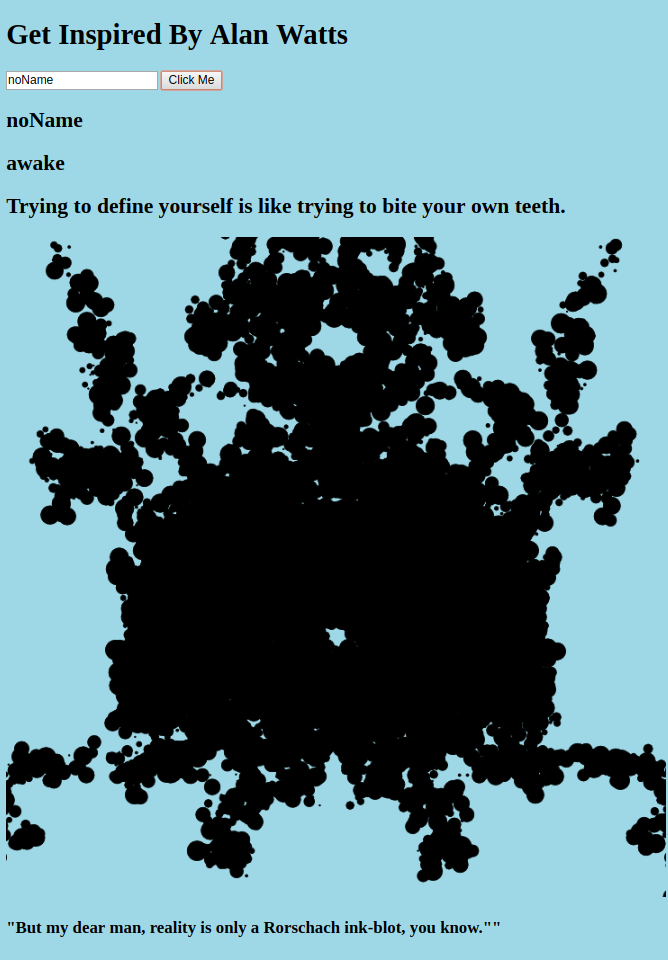 Get Inspired By Alan Watts
noName Click Me
noName
awake
Trying to define yourself is like trying to bite your own teeth.
"But my dear man, reality is only a Rorschach ink-blot, you know.""